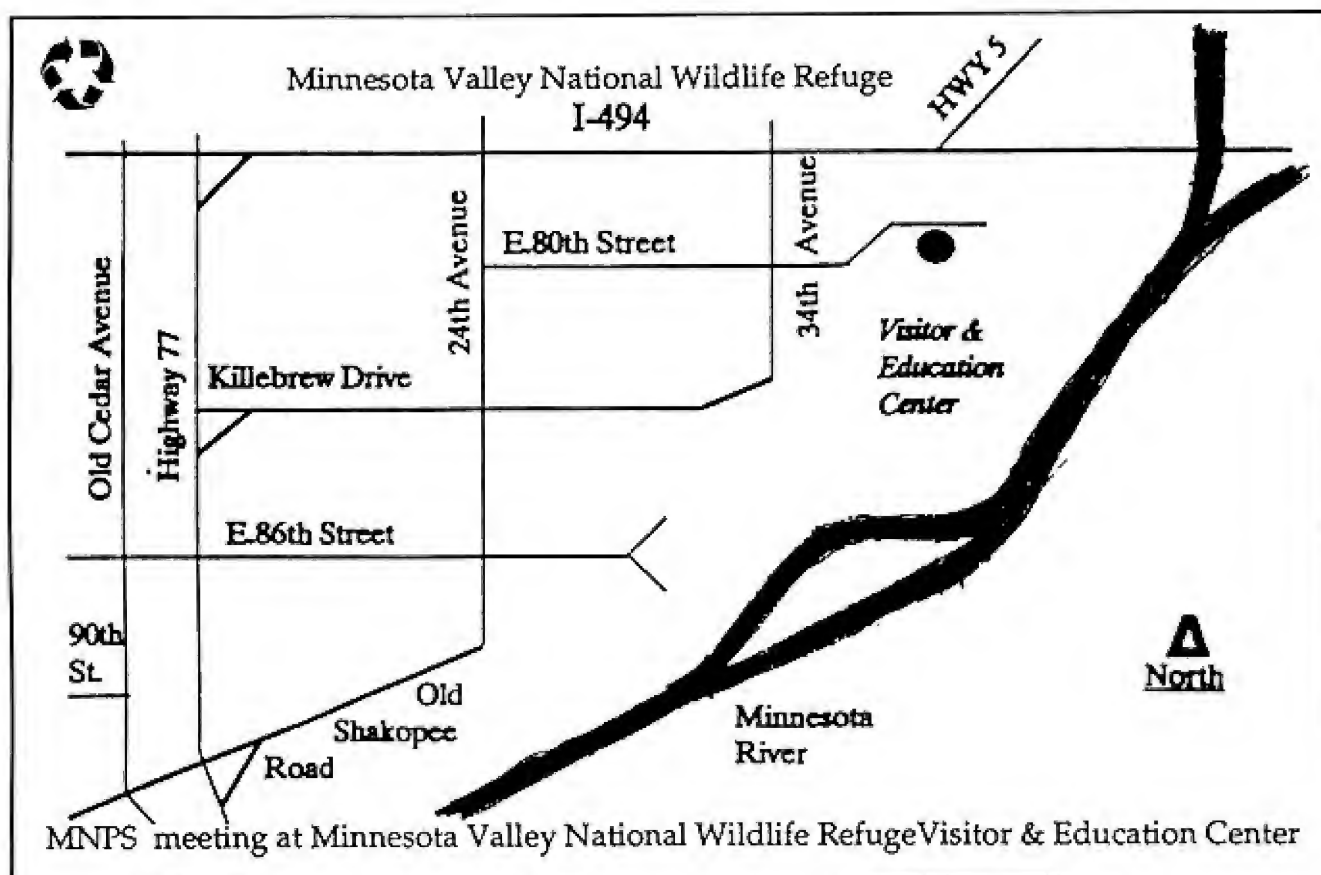 Minnesota Valley National Wildlife Refuge
I-494
HWY 5
Old Cedar Avenue
Highway 77
24th Avenue
34th Avenue
E.80th Street
Visitor &
Education
Center
Killebrew Drive
E.86th Street
90th
St.
Old
Shakopee
Road
Minnesota
River
North
MNPS meeting at Minnesota Valley National Wildlife RefugeVisitor & Education Center